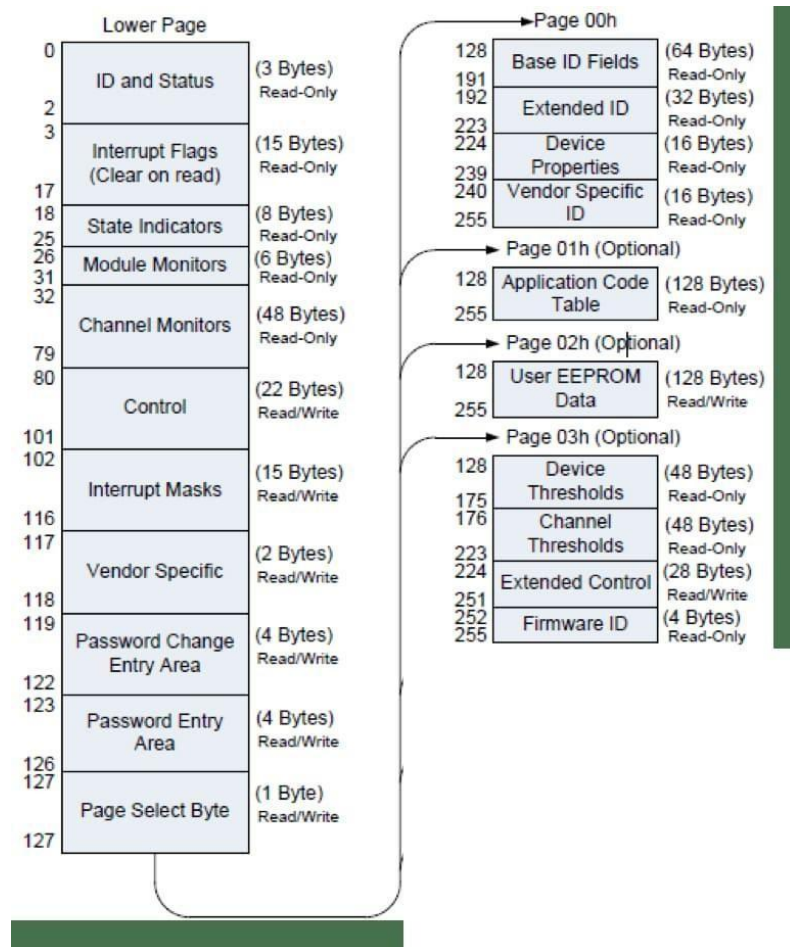 Lower Page
0
ID and Status
(3 Bytes)
Read-Only
2
3
Interrupt Flags
(Clear on read)
(15 Bytes)
Read-Only
17
18
State Indicators
(8 Bytes)
Read-Only
25
26
Module Monitors
(6 Bytes)
Read-Only
31
32
Channel Monitors
(48 Bytes)
Read-Only
79
80
Control
(22 Bytes)
Read/Write
101
102
Interrupt Masks
(15 Bytes)
Read/Write
116
117
Vendor Specific
(2 Bytes)
Read/Write
118
119
Password Change
Entry Area
(4 Bytes)
Read/Write
122
123
Password Entry
Area
(4 Bytes)
Read/Write
126
127
Page Select Byte
(1 Byte)
Read/Write
127
Page 00h
128
Base ID Fields
(64 Bytes)
Read-Only
191
192
Extended ID
(32 Bytes)
Read-Only
223
224
Device
Properties
(16 Bytes)
Read-Only
239
240
Vendor Specific
ID
(16 Bytes)
Read-Only
255
Page 01h (Optional)
128
Application Code
Table
(128 Bytes)
Read-Only
255
Page 02h (Optional)
128
User EEPROM
Data
(128 Bytes)
Read/Write
255
Page 03h (Optional)
128
Device
Thresholds
(48 Bytes)
Read-Only
175
176
Channel
Thresholds
(48 Bytes)
Read-Only
223
224
Extended Control
(28 Bytes)
Read/Write
251
252
Firmware ID
(4 Bytes)
Read-Only
255